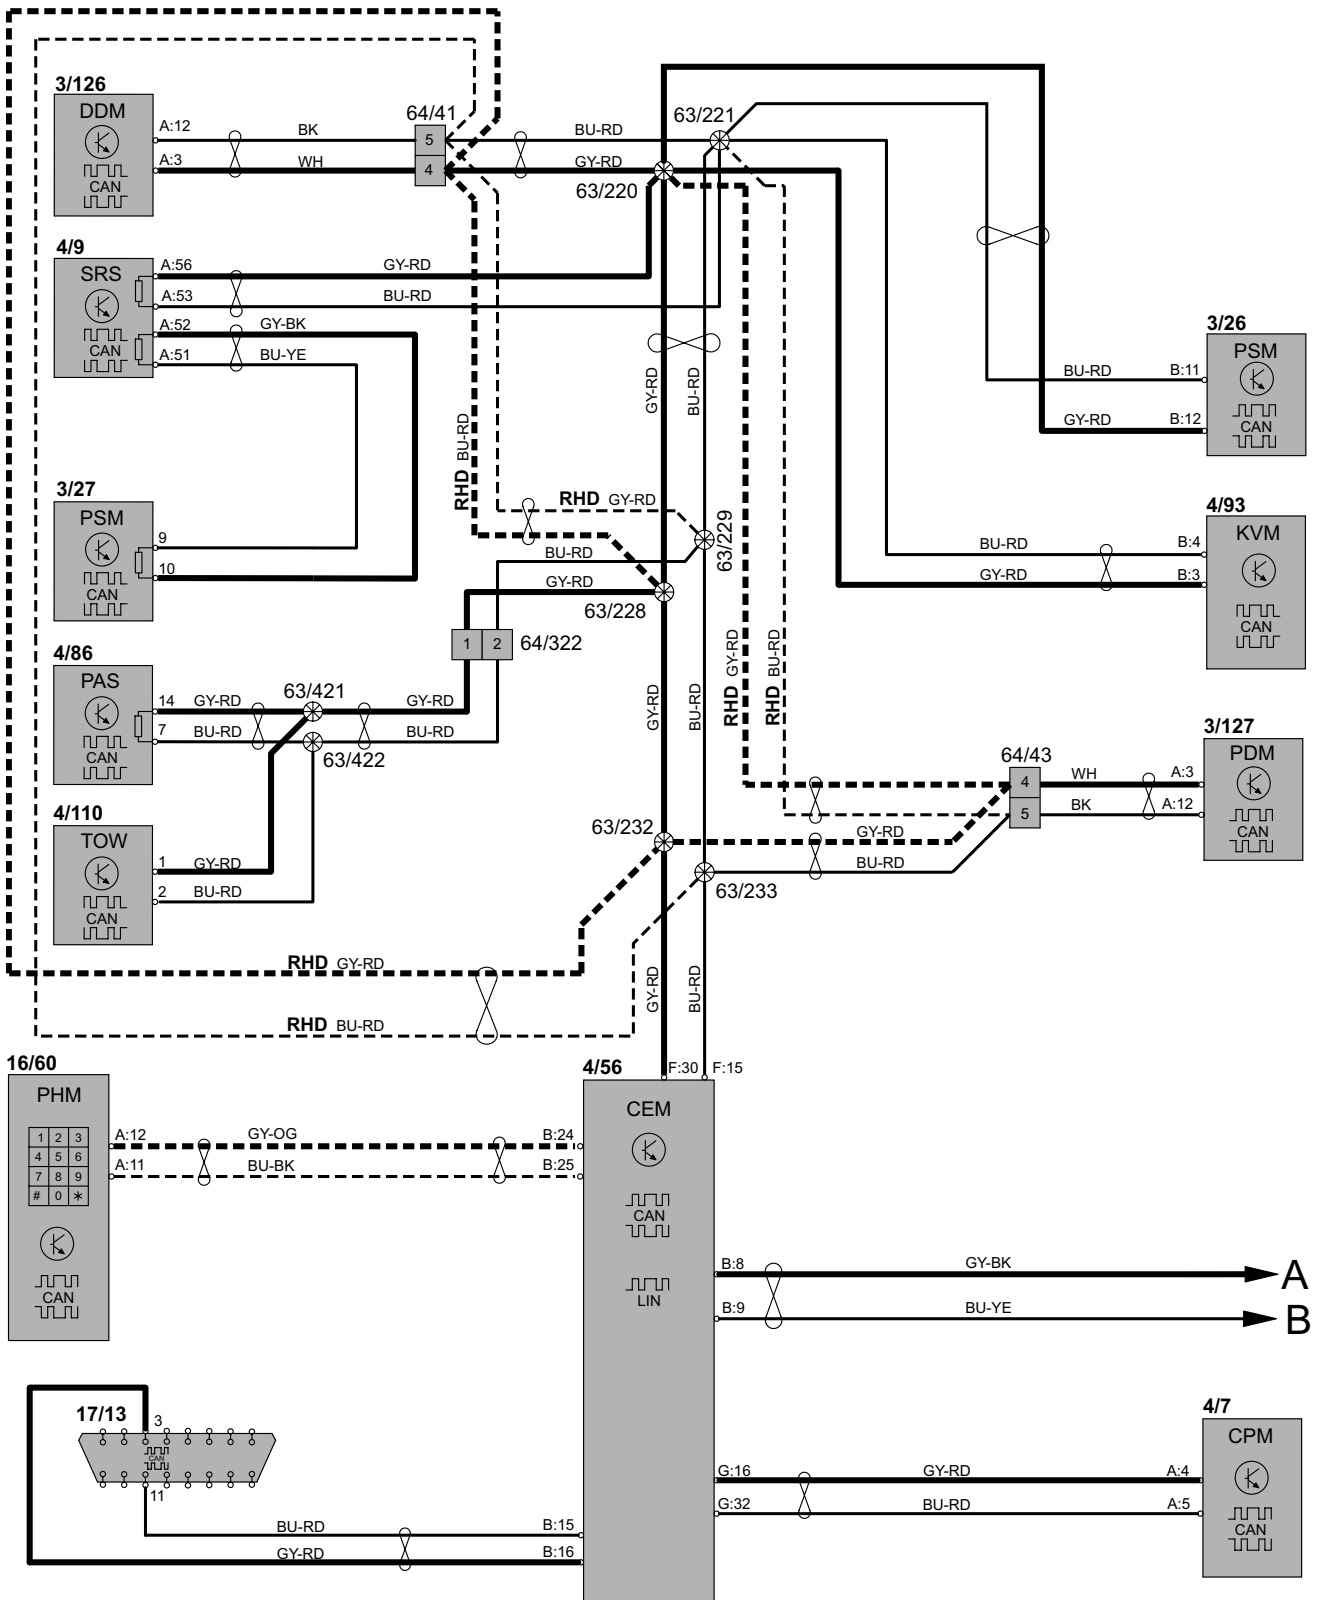 3/126
DDM
CAN
A:12
BK
A:3
WH
64/41
5
4
BU-RD
GY-RD
63/221
63/220
4/9
SRS
CAN
A:56
GY-RD
A:53
BU-RD
A:52
GY-BK
A:51
BU-YE
GY-RD
BU-RD
RHD BU-RD
3/26
PSM
CAN
BU-RD
B:11
GY-RD
B:12
3/27
PSM
CAN
9
10
RHD GY-RD
63/229
BU-RD
GY-RD
63/228
1
2
64/322
4/93
KVM
CAN
BU-RD
B:4
GY-RD
B:3
4/86
PAS
CAN
14
GY-RD
63/421
GY-RD
7
BU-RD
BU-RD
63/422
GY-RD
BU-RD
RHD GY-RD
RHD BU-RD
3/127
PDM
CAN
64/43
4
5
WH
A:3
BK
A:12
4/110
TOW
CAN
1
GY-RD
2
BU-RD
63/232
GY-RD
BU-RD
63/233
RHD GY-RD
GY-RD
BU-RD
RHD BU-RD
16/60
PHM
1 2 3
4 5 6
7 8 9
# 0 *
CAN
4/56
F:30
F:15
CEM
CAN
LIN
A:12
GY-OG
B:24
A:11
BU-BK
B:25
B:8
GY-BK
A
B:9
BU-YE
B
17/13
3
CAN
11
BU-RD
B:15
GY-RD
B:16
4/7
CPM
CAN
G:16
GY-RD
A:4
G:32
BU-RD
A:5